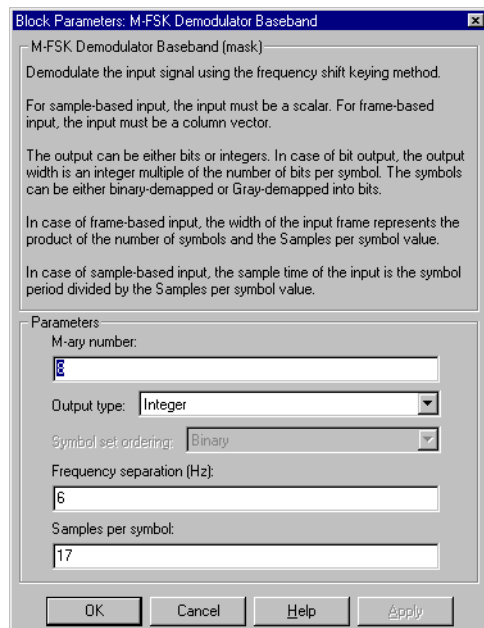 Block Parameters: M-FSK Demodulator Baseband
M-FSK Demodulator Baseband (mask)
Demodulate the input signal using the frequency shift keying method.
For sample-based input, the input must be a scalar. For frame-based
input, the input must be a column vector.
The output can be either bits or integers. In case of bit output, the output
width is an integer multiple of the number of bits per symbol. The symbols
can be either binary-demapped or Gray-demapped into bits.
In case of frame-based input, the width of the input frame represents the
product of the number of symbols and the Samples per symbol value.
In case of sample-based input, the sample time of the input is the symbol
period divided by the Samples per symbol value.
Parameters
M-ary number:
8
Output type: Integer
Symbol set ordering: Binary
Frequency separation (Hz):
6
Samples per symbol:
17
OK Cancel Help Apply